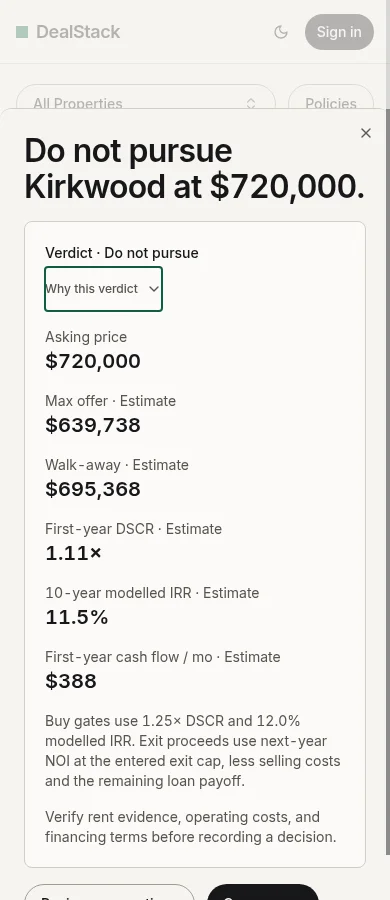 DealStack
Sign in
All Properties
Policies
Do not pursue
Kirkwood at $720,000.
Verdict · Do not pursue
Why this verdict
Asking price
$720,000
Max offer · Estimate
$639,738
Walk-away · Estimate
$695,368
First-year DSCR · Estimate
1.11×
10-year modelled IRR · Estimate
11.5%
First-year cash flow / mo · Estimate
$388
Buy gates use 1.25× DSCR and 12.0%
modelled IRR. Exit proceeds use next-year
NOI at the entered exit cap, less selling costs
and the remaining loan payoff.
Verify rent evidence, operating costs, and
financing terms before recording a decision.